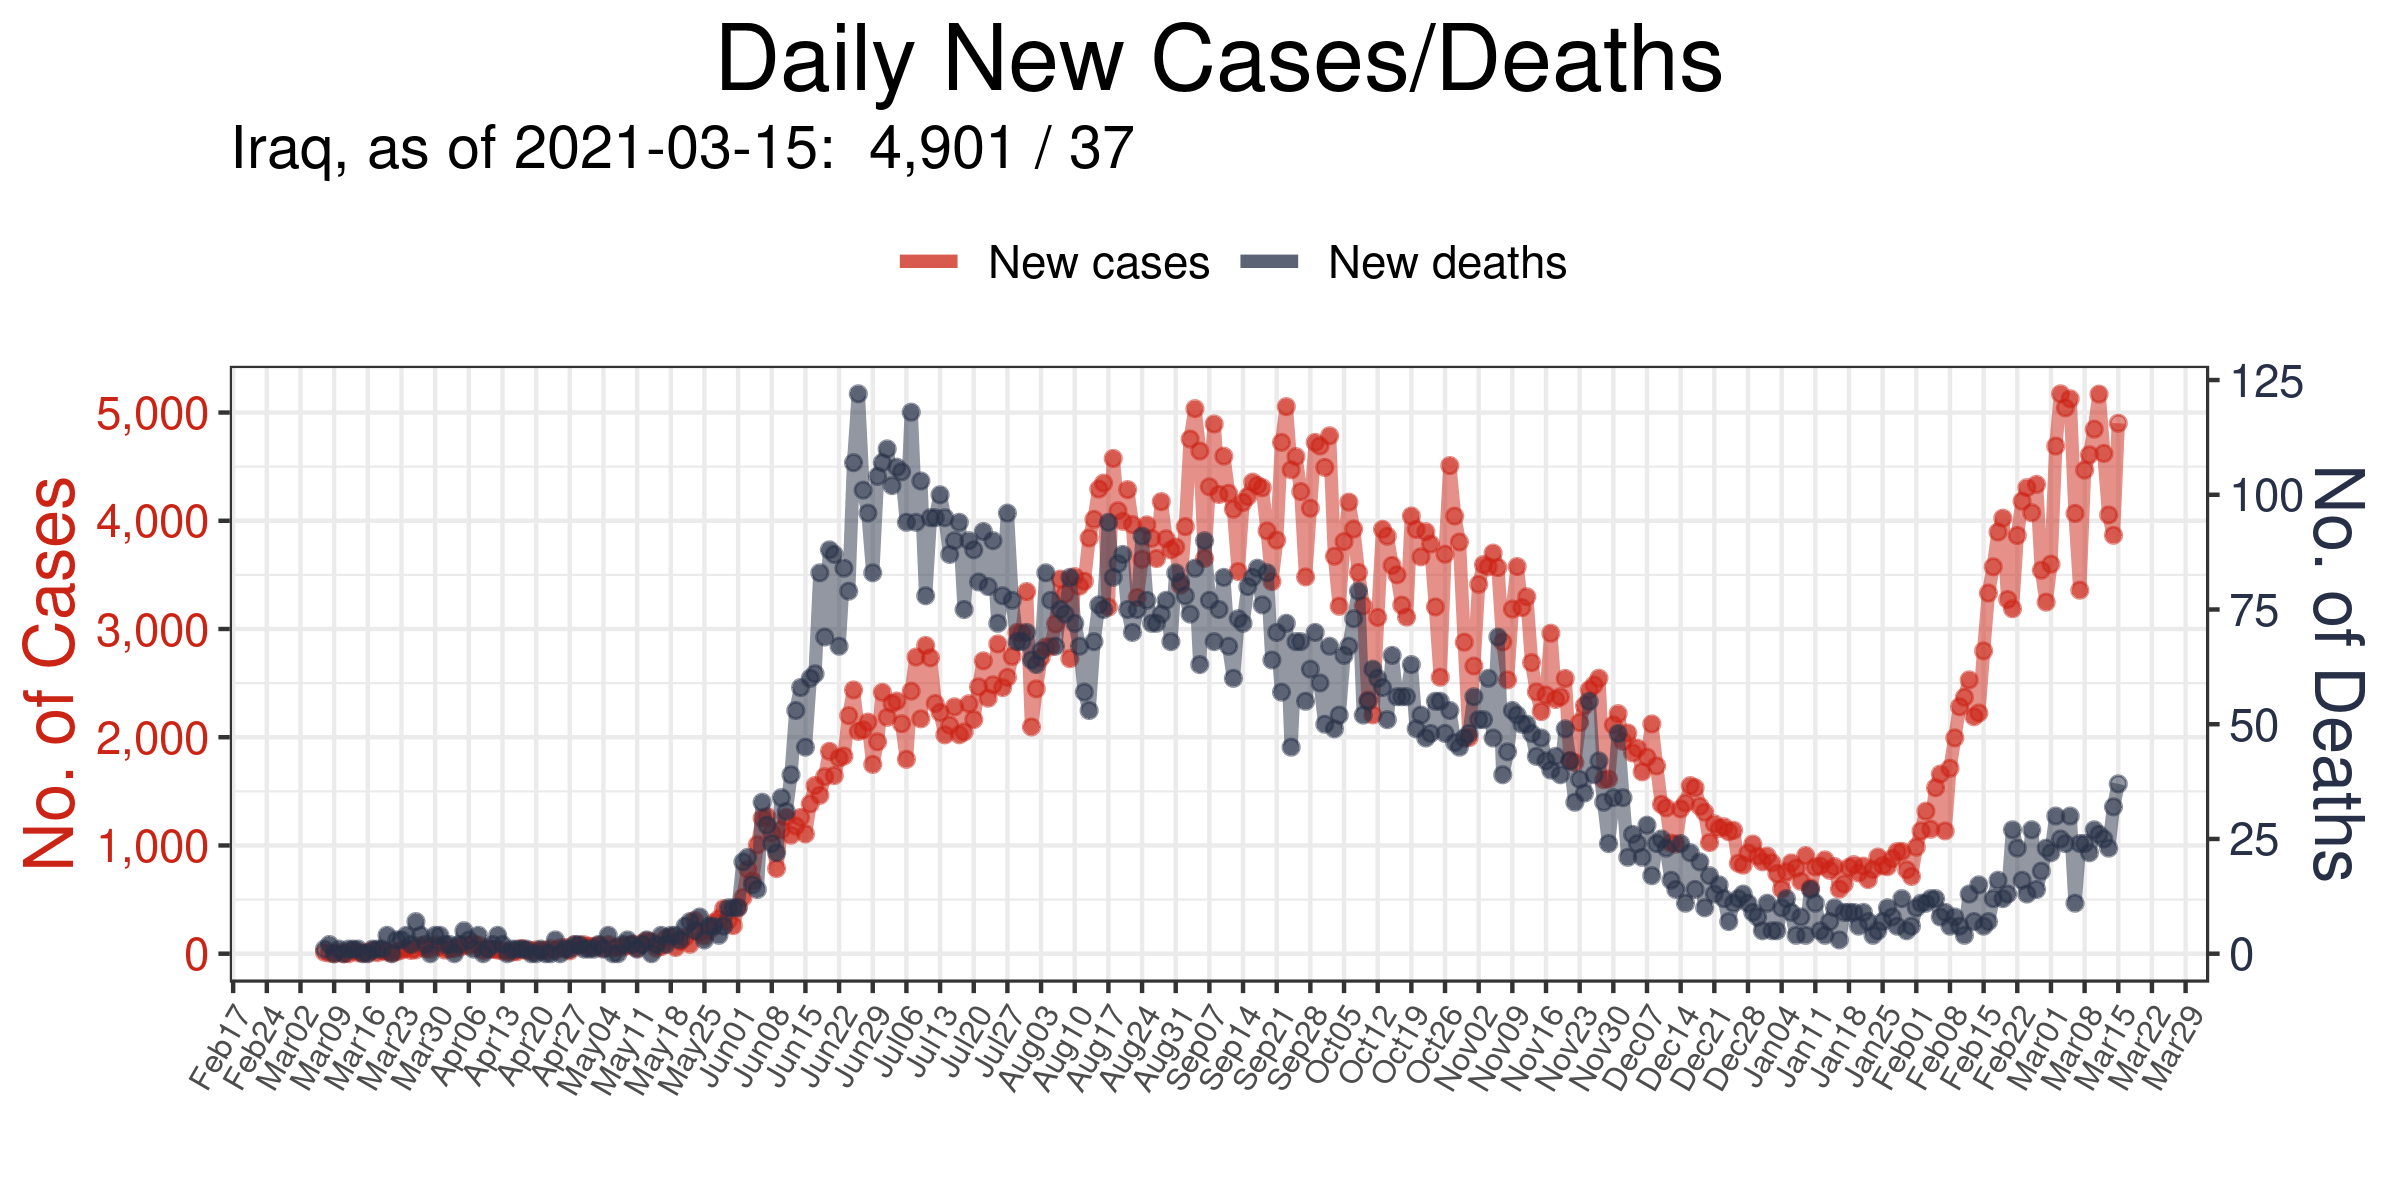 Daily New Cases/Deaths
Iraq, as of 2021-03-15:  4,901 / 37
New cases New deaths
No. of Cases
5,000
4,000
3,000
2,000
1,000
0
125
100
75
50
25
0
No. of Deaths
Feb17 Feb24 Mar02 Mar09 Mar16 Mar23 Mar30 Apr06 Apr13 Apr20 Apr27 May04 May11 May18 May25 Jun01 Jun08 Jun15 Jun22 Jun29 Jul06 Jul13 Jul20 Jul27 Aug03 Aug10 Aug17 Aug24 Aug31 Sep07 Sep14 Sep21 Sep28 Oct05 Oct12 Oct19 Oct26 Nov02 Nov09 Nov16 Nov23 Nov30 Dec07 Dec14 Dec21 Dec28 Jan04 Jan11 Jan18 Jan25 Feb01 Feb08 Feb15 Feb22 Mar01 Mar08 Mar15 Mar22 Mar29